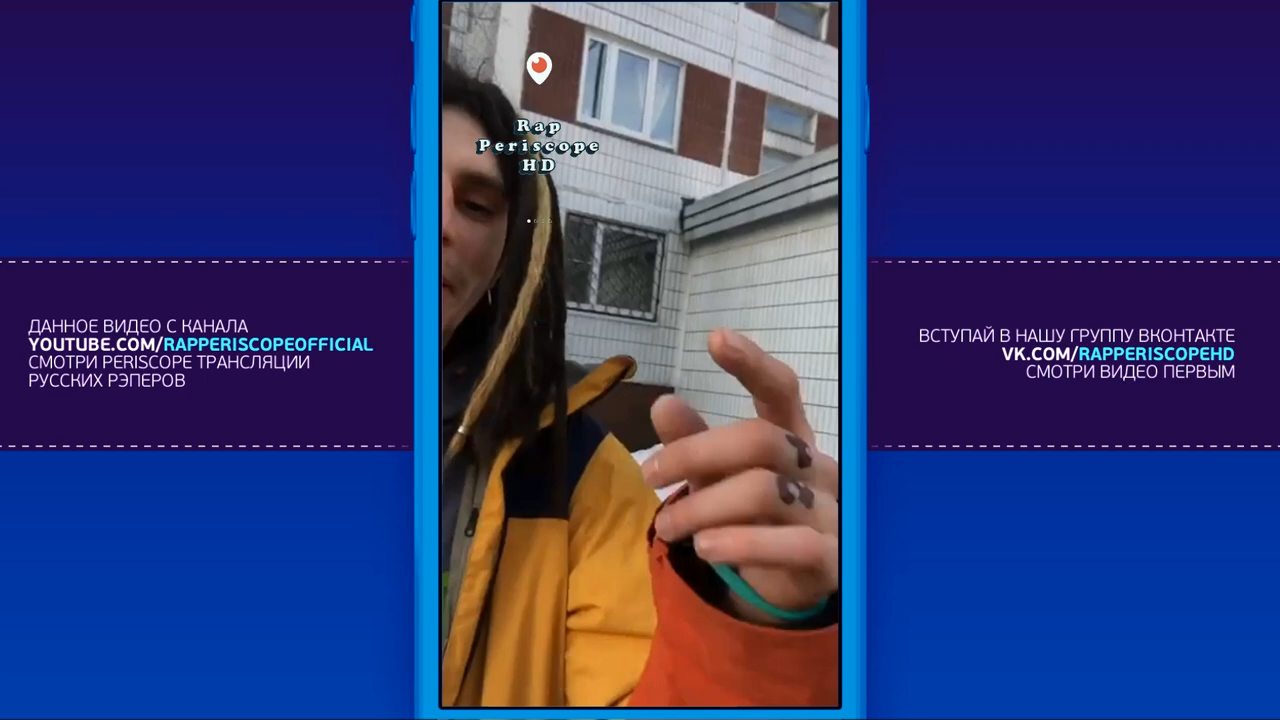 Rap
Periscope
HD
ДАННОЕ ВИДЕО С КАНАЛА
YOUTUBE.COM/RAPPERISCOPEOFFICIAL
СМОТРИ PERISCOPE ТРАНСЛЯЦИИ
РУССКИХ РЭПЕРОВ
ВСТУПАЙ В НАШУ ГРУППУ ВКОНТАКТЕ
VK.COM/RAPPERISCOPEHD
СМОТРИ ВИДЕО ПЕРВЫМ